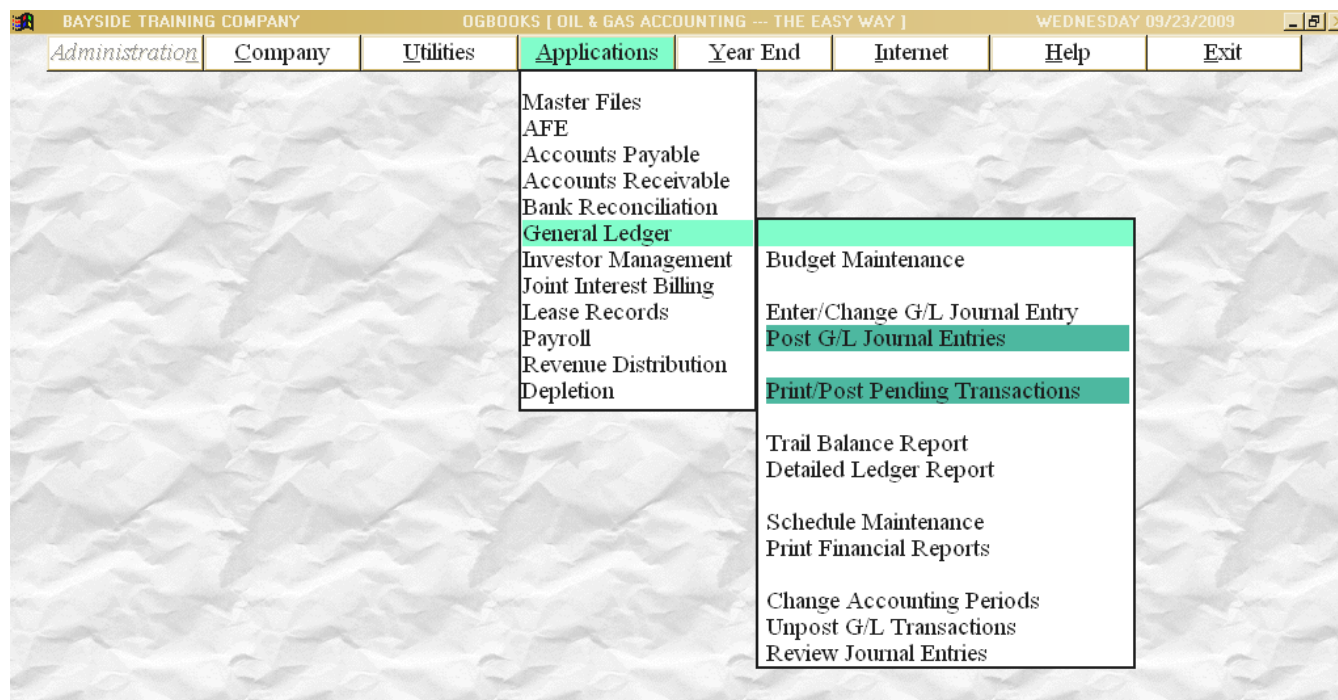 BAYSIDE TRAINING COMPANY OGBOOKS [ OIL & GAS ACCOUNTING --- THE EASY WAY ] WEDNESDAY 09/23/2009
Administration Company Utilities Applications Year End Internet Help Exit
Master Files
AFE
Accounts Payable
Accounts Receivable
Bank Reconciliation
General Ledger
Investor Management
Joint Interest Billing
Lease Records
Payroll
Revenue Distribution
Depletion
Budget Maintenance
Enter/Change G/L Journal Entry
Post G/L Journal Entries
Print/Post Pending Transactions
Trail Balance Report
Detailed Ledger Report
Schedule Maintenance
Print Financial Reports
Change Accounting Periods
Unpost G/L Transactions
Review Journal Entries